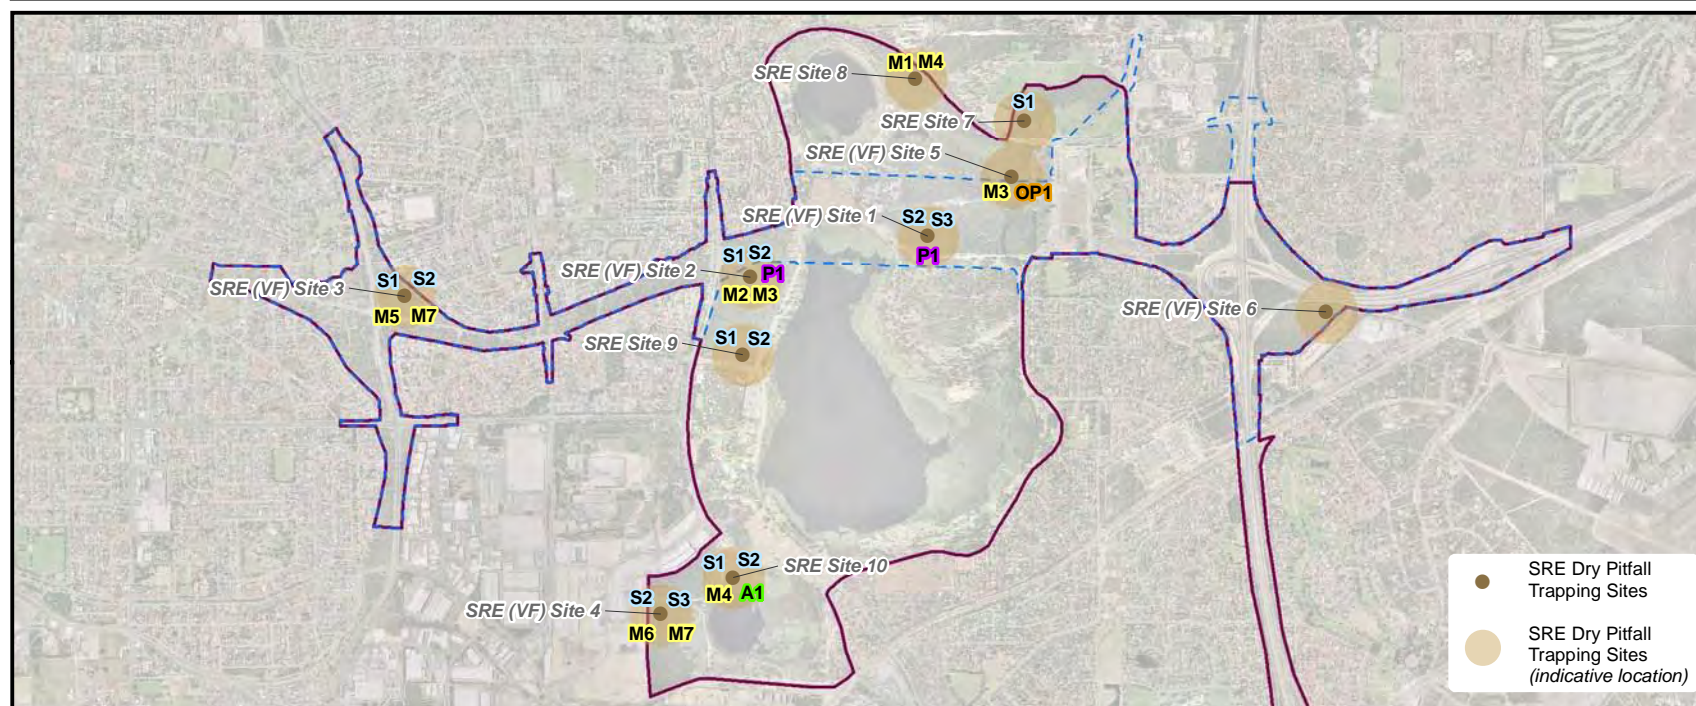 M1 M4
SRE Site 8
S1
SRE Site 7
SRE (VF) Site 5
M3 OP1
SRE (VF) Site 1
S2 S3
P1
S1 S2
SRE (VF) Site 2
P1
M2 M3
S1 S2
SRE (VF) Site 3
M5 M7
SRE (VF) Site 6
S1 S2
SRE Site 9
S1 S2
SRE Site 10
M4 A1
S2 S3
SRE (VF) Site 4
M6 M7
SRE Dry Pitfall
Trapping Sites
SRE Dry Pitfall
Trapping Sites
(indicative location)